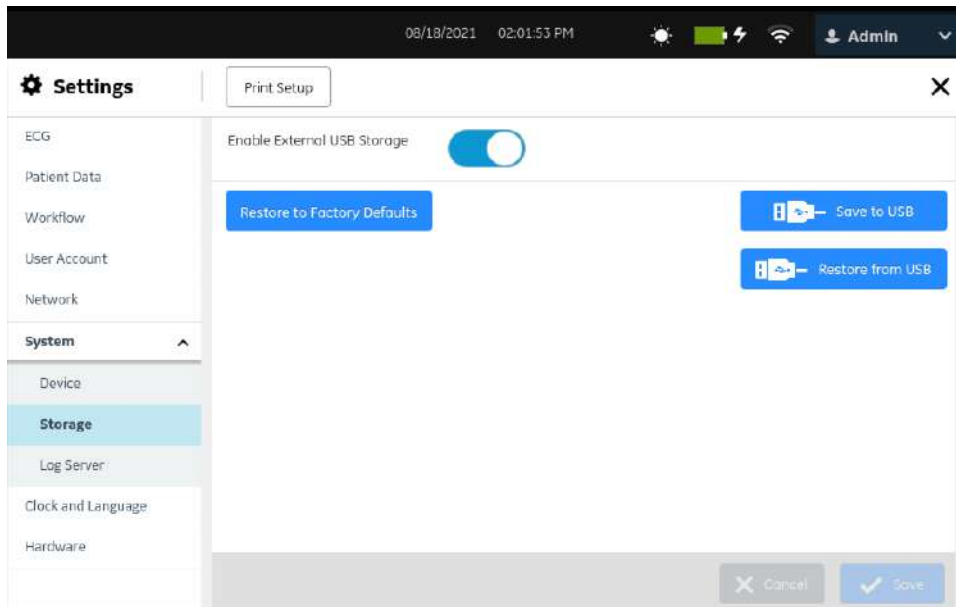 08/18/2021 02:01:53 PM Admin
Settings
Print Setup
ECG
Patient Data
Workflow
User Account
Network
System
Device
Storage
Log Server
Clock and Language
Hardware
Enable External USB Storage
Restore to Factory Defaults
Save to USB
Restore from USB
Cancel
Save